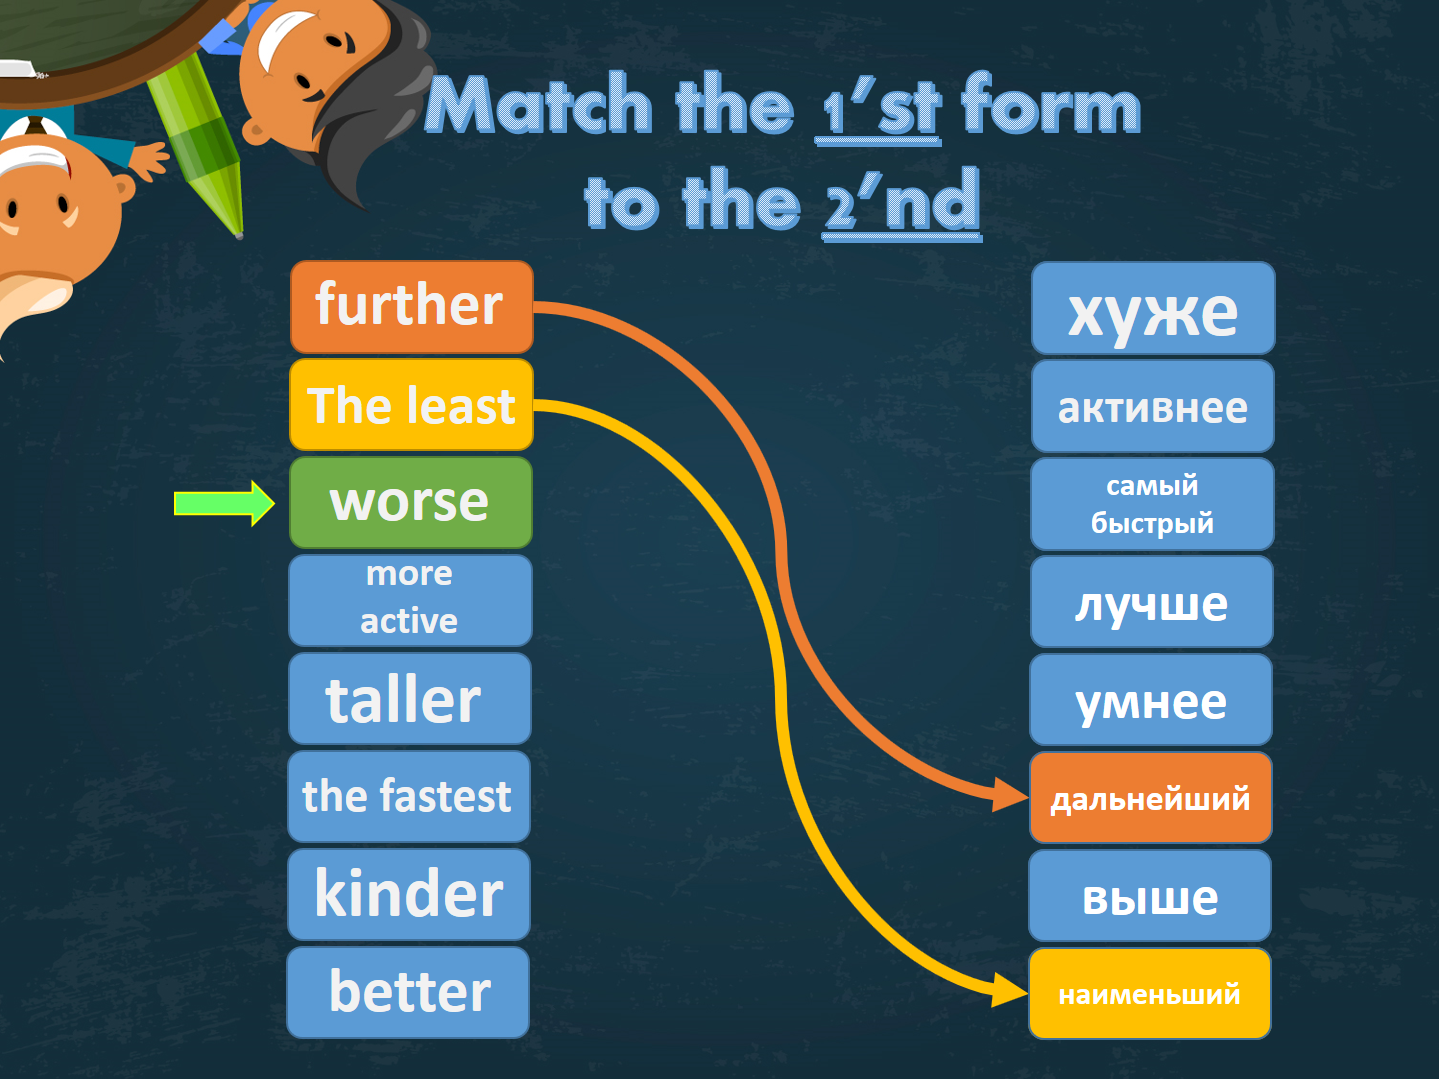 Match the 1'st form
to the 2'nd
further
The least
worse
more
active
taller
the fastest
kinder
better
хуже
активнее
самый
быстрый
лучше
умнее
дальнейший
выше
наименьший